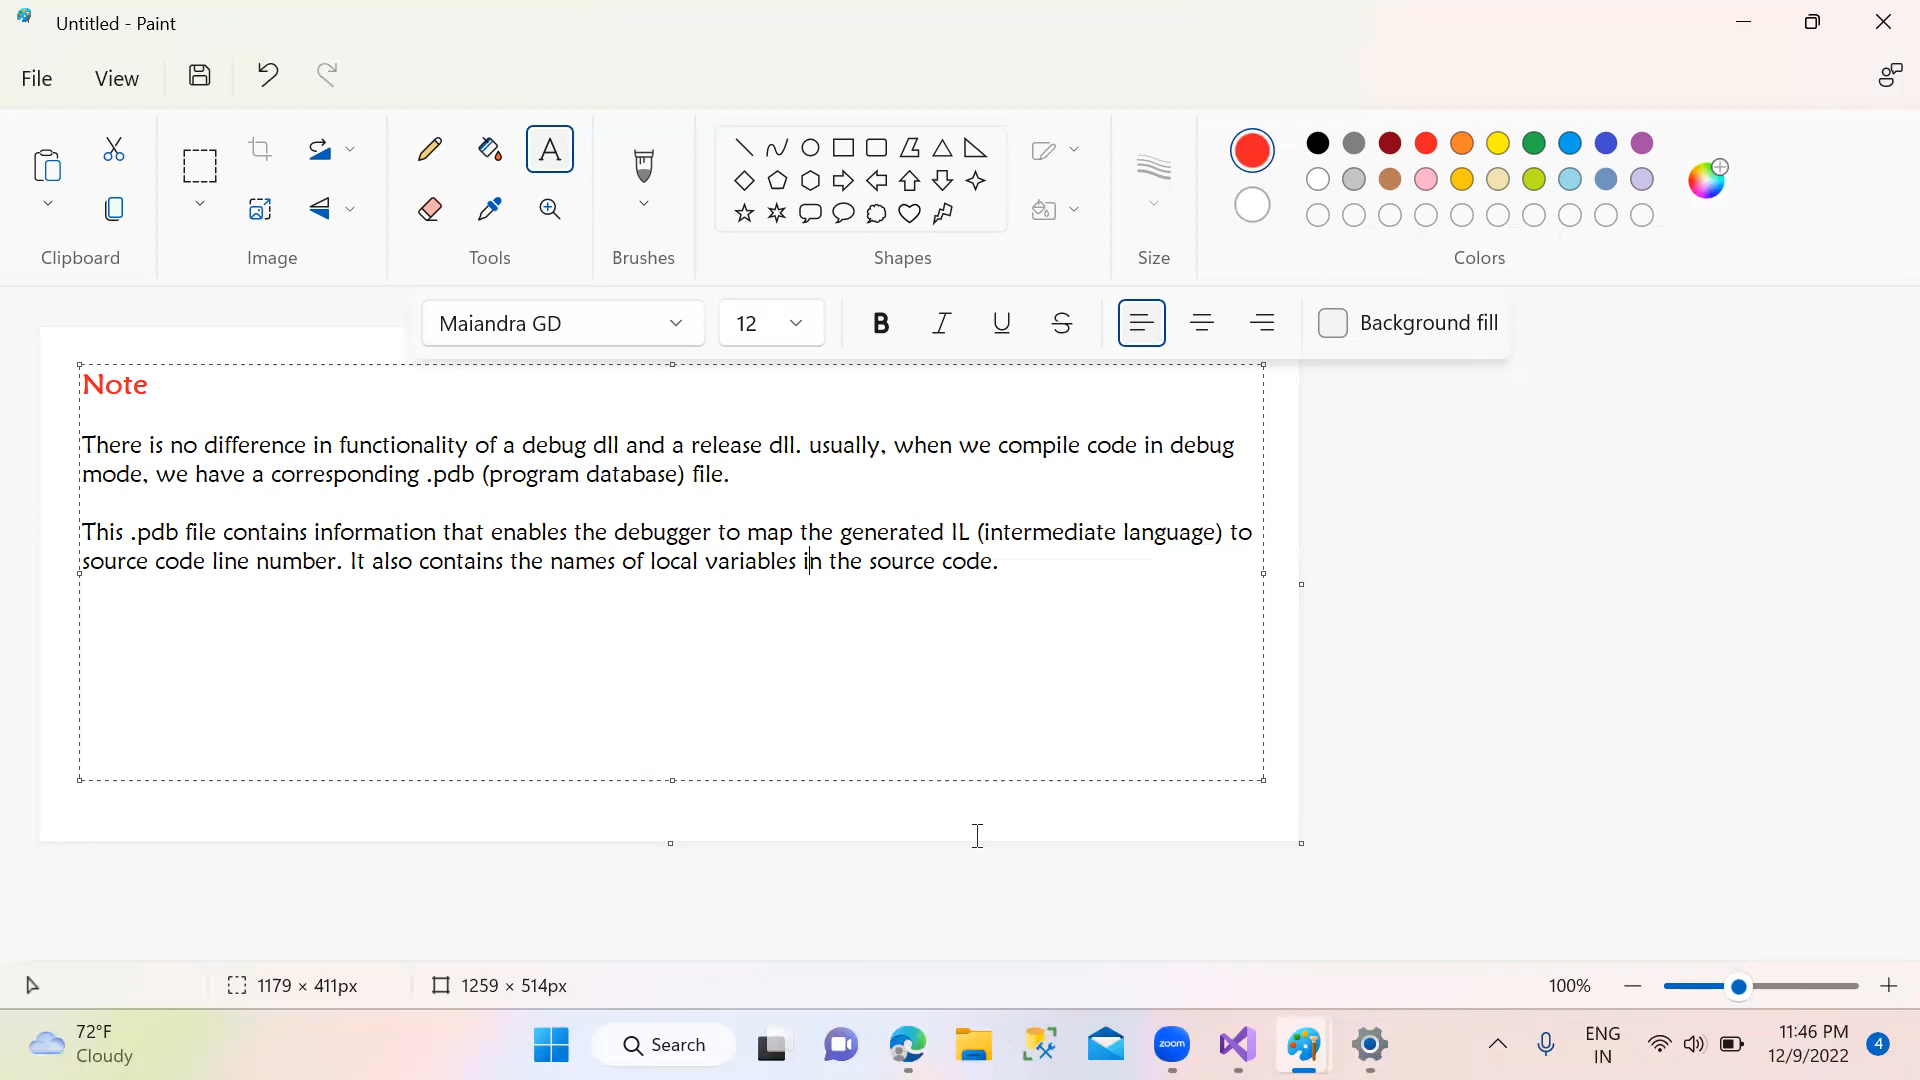 Untitled - Paint
File View
Clipboard
Image
Tools
Brushes
Shapes
Size
Colors
Maiandra GD 12 B I U S Background fill
Note
There is no difference in functionality of a debug dll and a release dll. usually, when we compile code in debug
mode, we have a corresponding .pdb (program database) file.
This .pdb file contains information that enables the debugger to map the generated IL (intermediate language) to
source code line number. It also contains the names of local variables in the source code.
1179 × 411px 1259 × 514px 100%
72°F
Cloudy
Search
zoom
ENG
IN
11:46 PM
12/9/2022
4